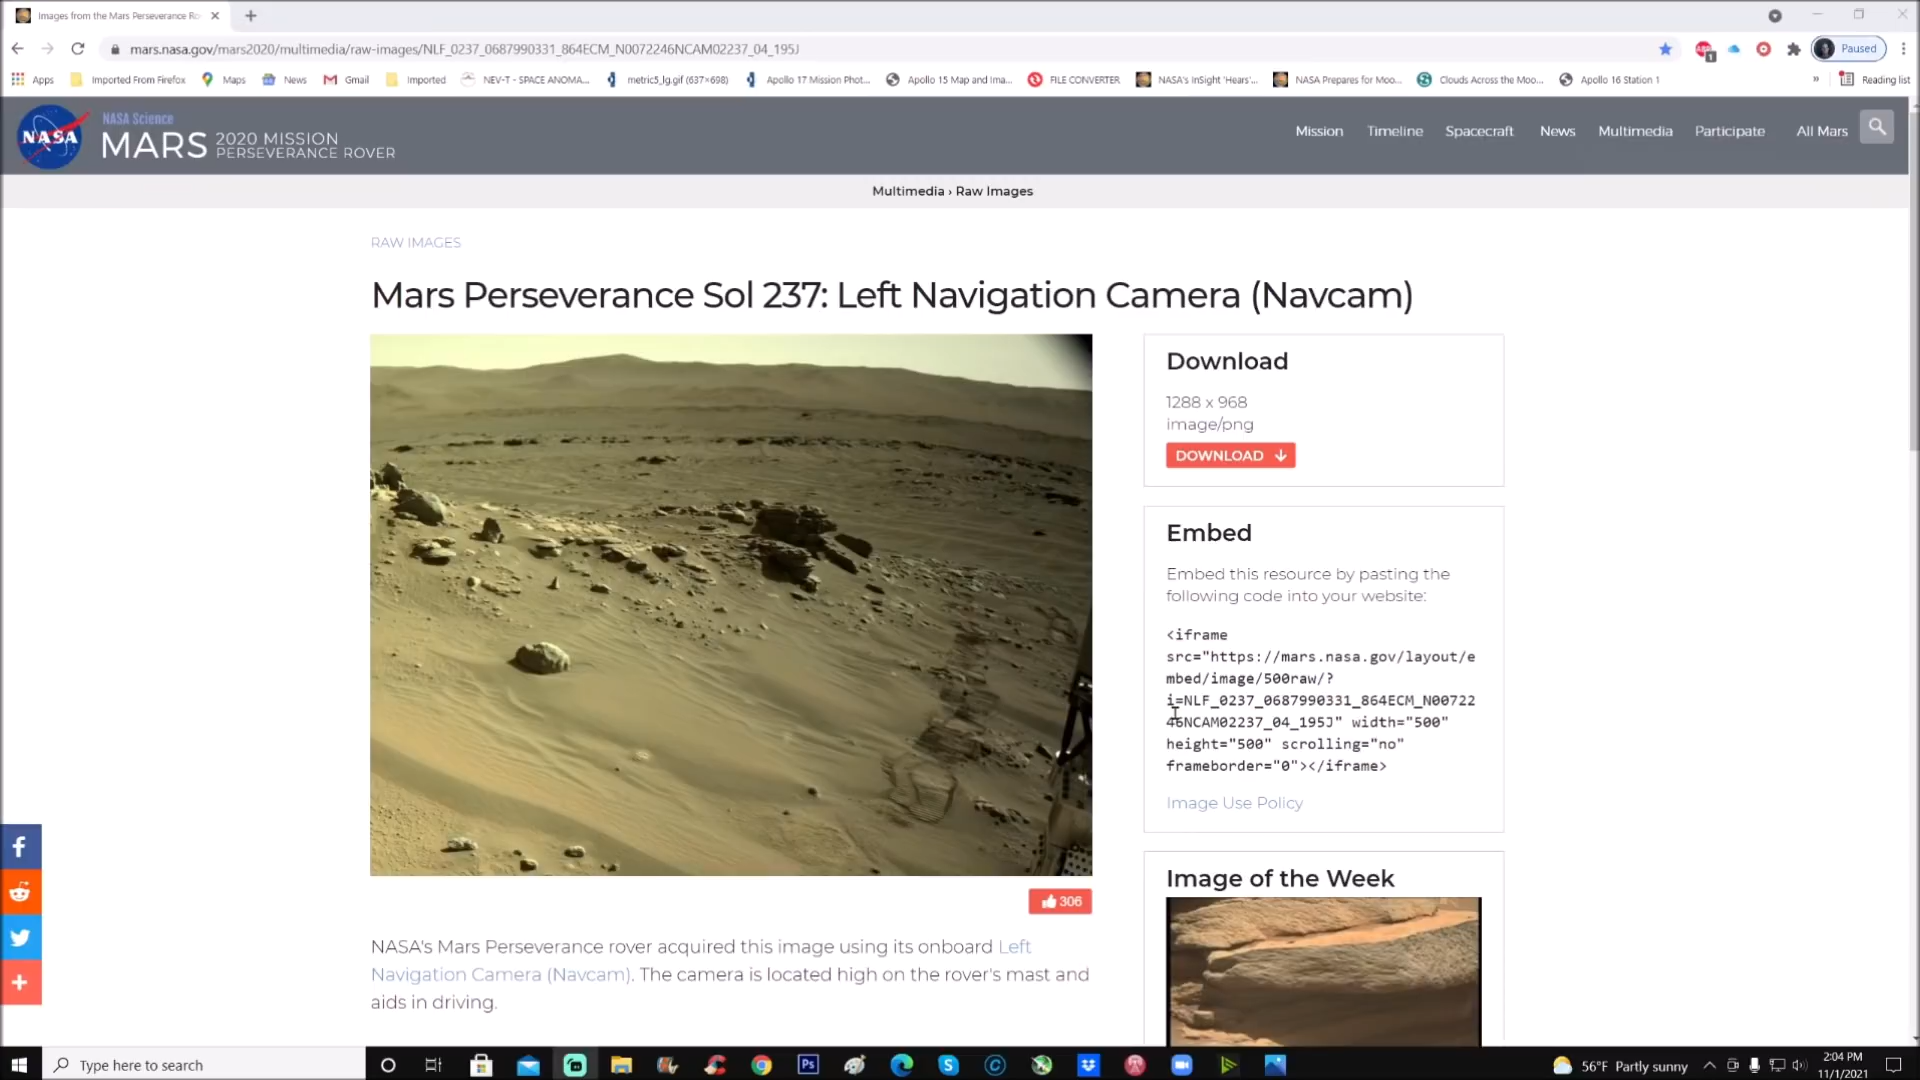 Images from the Mars Perseverance Ro
mars.nasa.gov/mars2020/multimedia/raw-images/NLF_0237_0687990331_864ECM_N0072246NCAM02237_04_195J
Paused
Apps Imported From Firefox Maps News Gmail Imported NEV-T - SPACE ANOMA... metric5_lg.gif (637×698) Apollo 17 Mission Phot... Apollo 15 Map and Ima... FILE CONVERTER NASA's InSight 'Hears'... NASA Prepares for Moo... Clouds Across the Moo... Apollo 16 Station 1 » Reading list
NASA
NASA Science
MARS 2020 MISSION
PERSEVERANCE ROVER
Mission Timeline Spacecraft News Multimedia Participate All Mars
Multimedia › Raw Images
RAW IMAGES
Mars Perseverance Sol 237: Left Navigation Camera (Navcam)
Download
1288 x 968
image/png
DOWNLOAD
Embed
Embed this resource by pasting the
following code into your website:
<iframe
src="https://mars.nasa.gov/layout/e
mbed/image/500raw/?
i=NLF_0237_0687990331_864ECM_N00722
46NCAM02237_04_195J" width="500"
height="500" scrolling="no"
frameborder="0"></iframe>
Image Use Policy
Image of the Week
306
NASA's Mars Perseverance rover acquired this image using its onboard Left
Navigation Camera (Navcam). The camera is located high on the rover's mast and
aids in driving.
Type here to search
Ps
56°F Partly sunny
2:04 PM
11/1/2021